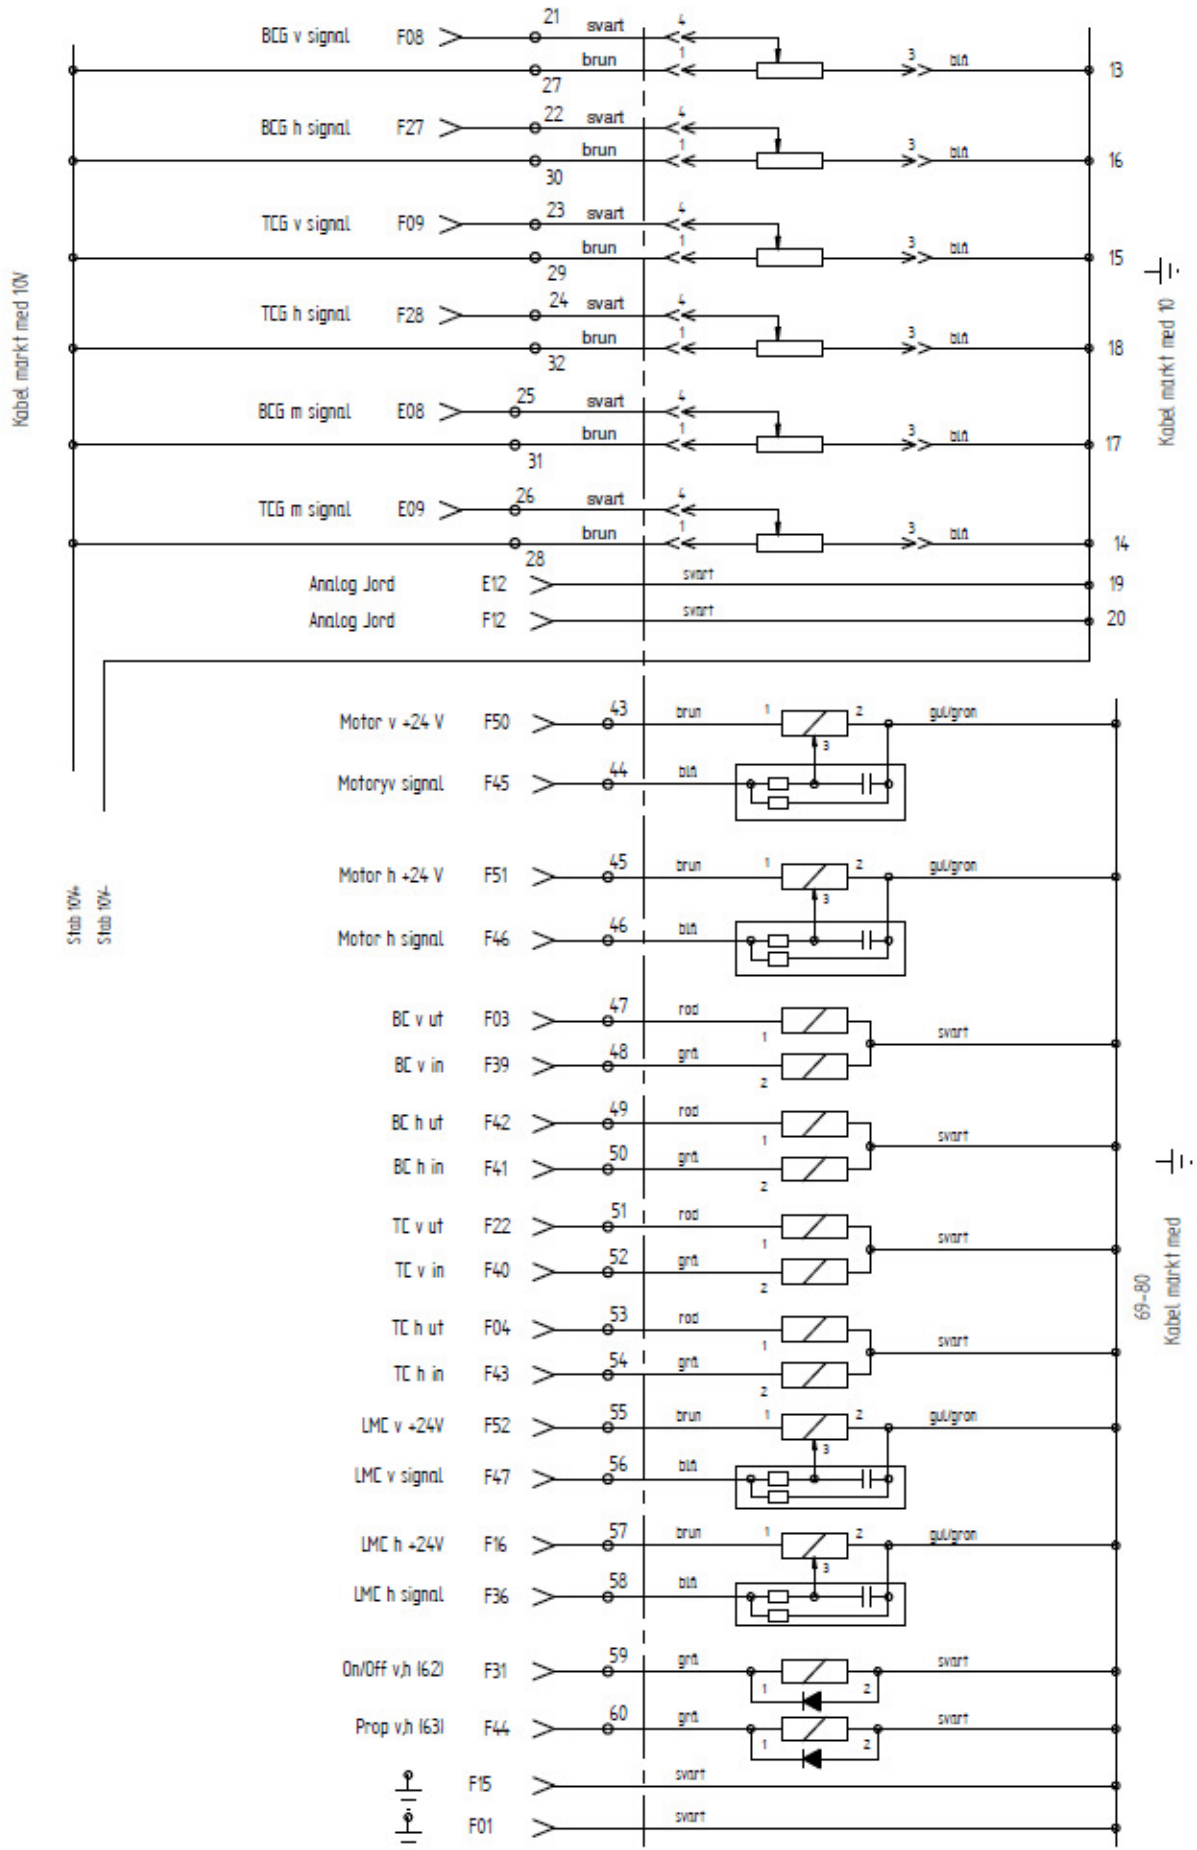 21
BCG v signal F08 svart 4
brun 1 3 blå 13
27
22
BCG h signal F27 svart 4
brun 1 3 blå 16
30
23
TCG v signal F09 svart 4
brun 1 3 blå 15
29
24
TCG h signal F28 svart 4
brun 1 3 blå 18
32
25
BCG m signal E08 svart 4
brun 1 3 blå 17
31
26
TCG m signal E09 svart 4
brun 1 3 blå 14
28
Analog Jord E12 svart 19
Analog Jord F12 svart 20
Kabel märkt med 10V
Kabel märkt med 10
Stab 10V+
Stab 10V-
Motor v +24 V F50 43 brun 1 2 gul/grön
3
Motoryv signal F45 44 blå
Motor h +24 V F51 45 brun 1 2 gul/grön
3
Motor h signal F46 46 blå
BC v ut F03 47 röd 1 svart
BC v in F39 48 grå 2
BC h ut F42 49 röd 1 svart
BC h in F41 50 grå 2
TC v ut F22 51 röd 1 svart
TC v in F40 52 grå 2
TC h ut F04 53 röd 1 svart
TC h in F43 54 grå 2
69-80
Kabel märkt med
LMC v +24V F52 55 brun 1 2 gul/grön
3
LMC v signal F47 56 blå
LMC h +24V F16 57 brun 1 2 gul/grön
3
LMC h signal F36 58 blå
On/Off v,h (62) F31 59 grå 1 2 svart
Prop v,h (63) F44 60 grå 1 2 svart
F15 svart
F01 svart